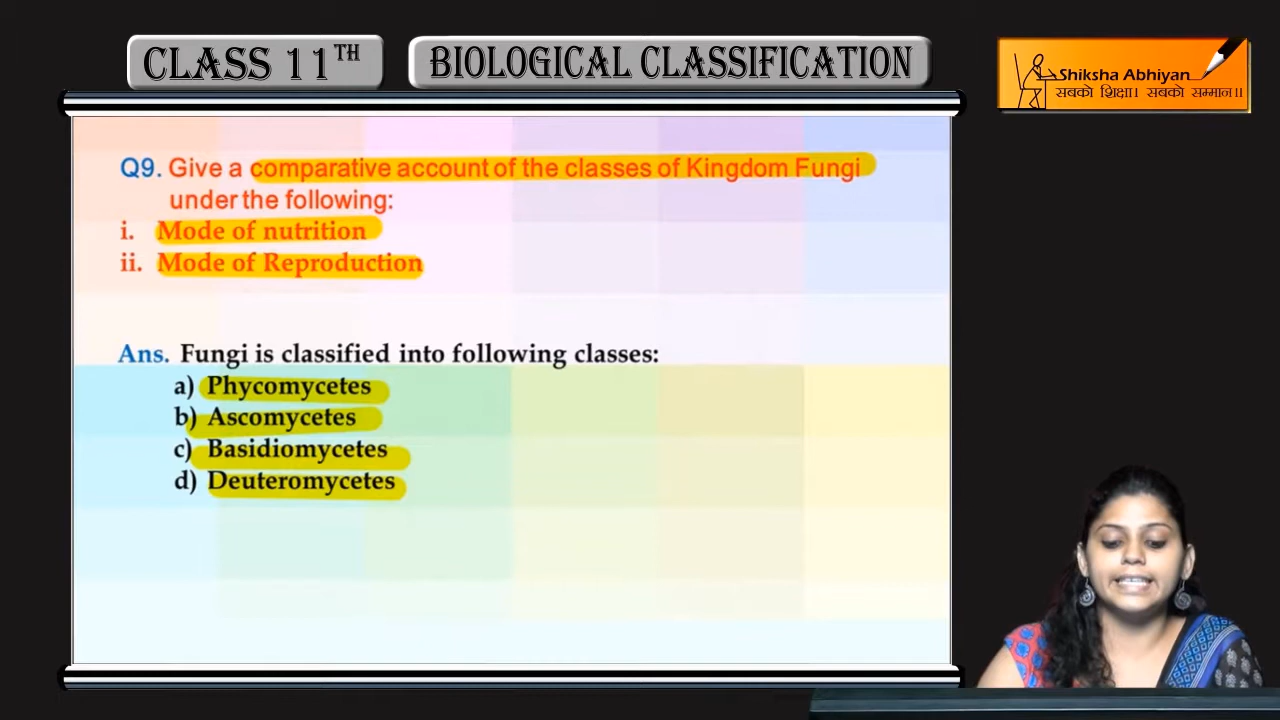 CLASS 11TH
BIOLOGICAL CLASSIFICATION
Shiksha Abhiyan
सबको शिक्षा। सबको सम्मान।।
Q9. Give a comparative account of the classes of Kingdom Fungi
under the following:
i. Mode of nutrition
ii. Mode of Reproduction
Ans. Fungi is classified into following classes:
a) Phycomycetes
b) Ascomycetes
c) Basidiomycetes
d) Deuteromycetes